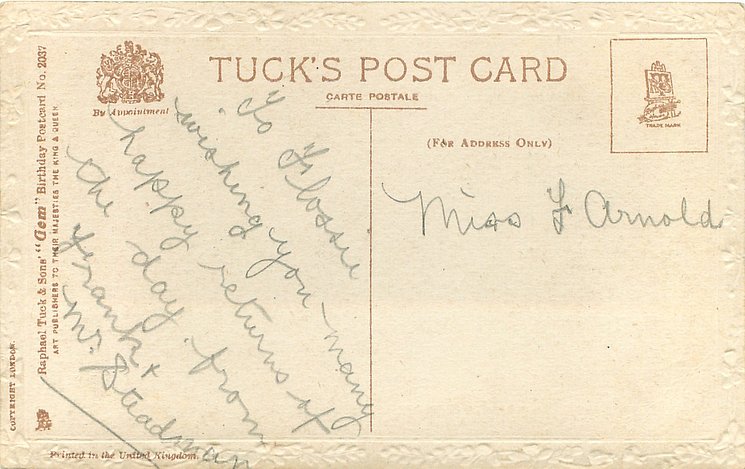 TUCK'S POST CARD
CARTE POSTALE
By Appointment
(FOR ADDRESS ONLY)
TRADE MARK
Raphael Tuck & Sons' "Gem" Birthday Postcard No. 2037
ART PUBLISHERS TO THEIR MAJESTIES THE KING & QUEEN.
COPYRIGHT LONDON.
To Flossie
wishing you many
happy returns of
the day from
Frank +
Mr. Steadman
Miss F Arnold
Printed in the United Kingdom.